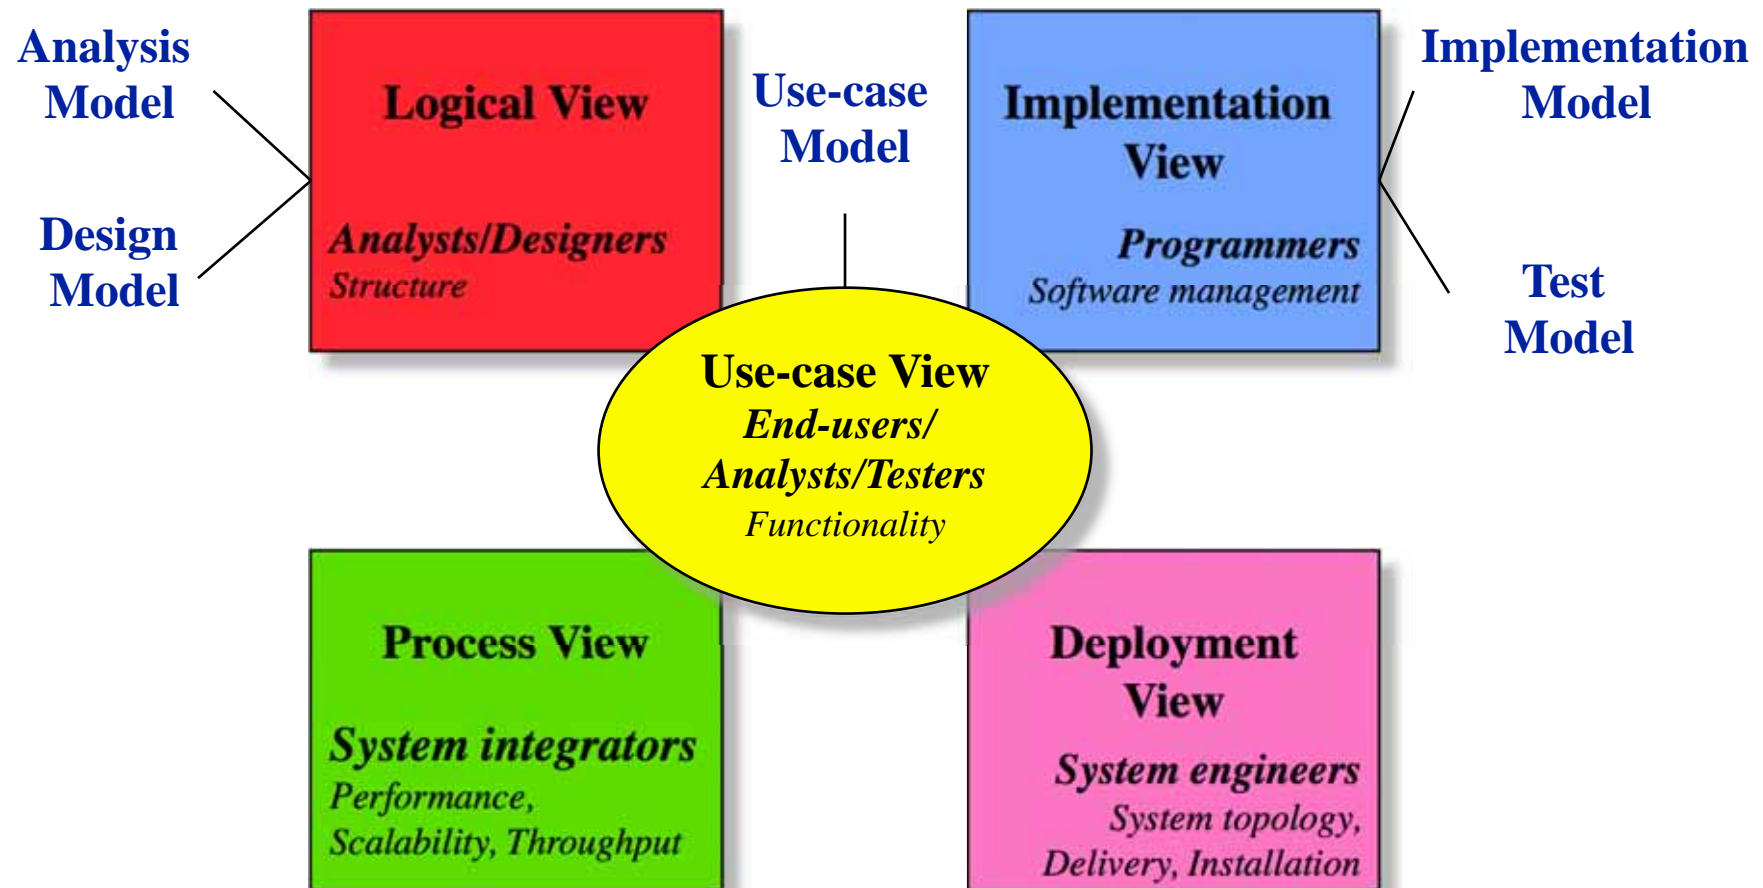 Analysis
Model
Design
Model
Logical View
Analysts/Designers
Structure
Use-case
Model
Implementation
View
Programmers
Software management
Implementation
Model
Test
Model
Use-case View
End-users/
Analysts/Testers
Functionality
Process View
System integrators
Performance,
Scalability, Throughput
Deployment
View
System engineers
System topology,
Delivery, Installation